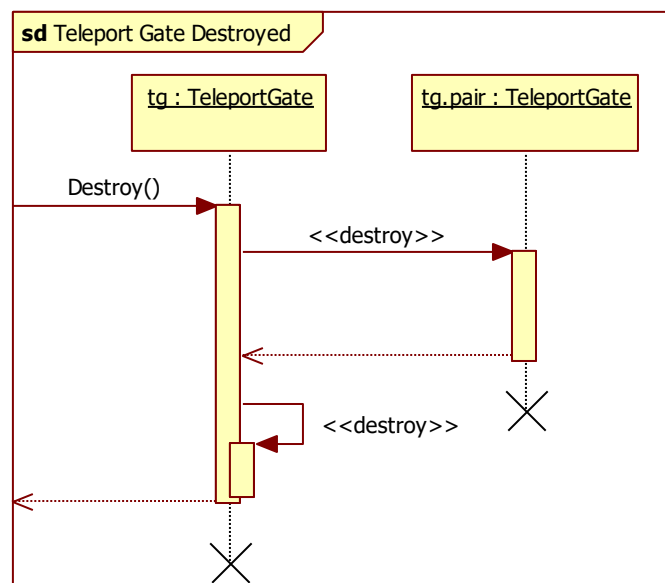 sd Teleport Gate Destroyed
tg : TeleportGate
tg.pair : TeleportGate
Destroy()
<<destroy>>
<<destroy>>